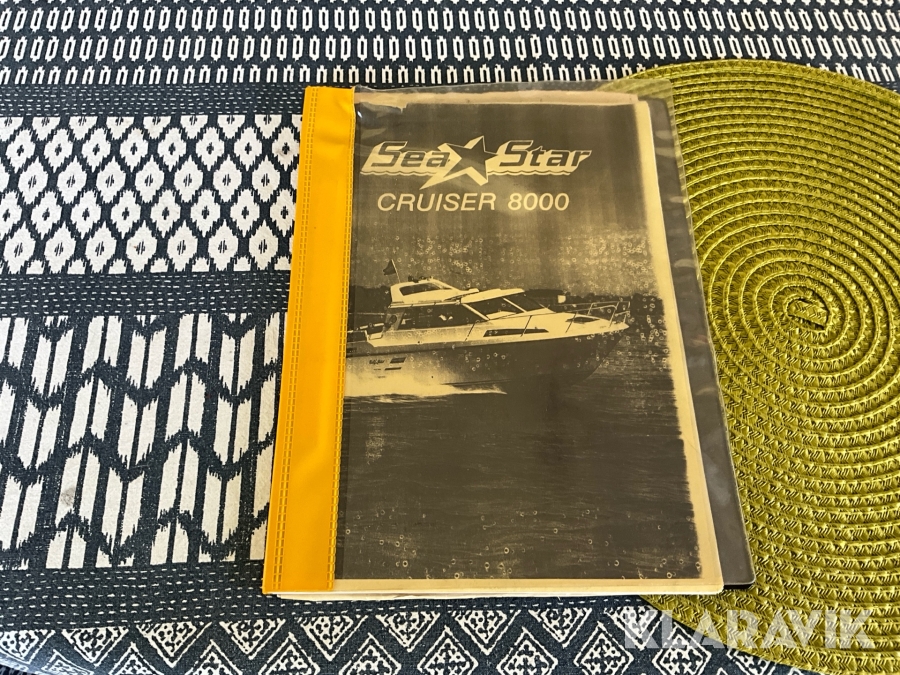 Sea Star
CRUISER 8000
KLARAVIK